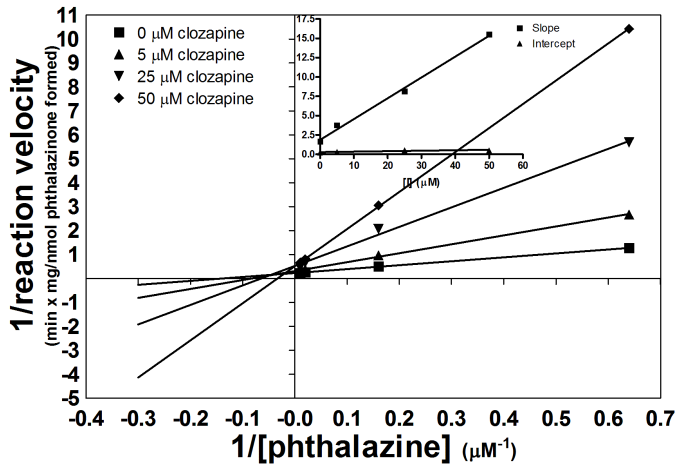 11
10
9
8
7
6
5
4
3
2
1
-1
-2
-3
-4
-5
1/reaction velocity
(min x mg/nmol phthalazinone formed)
0 µM clozapine
5 µM clozapine
25 µM clozapine
50 µM clozapine
17.5
15.0
12.5
10.0
7.5
5.0
2.5
0.0
Slope
Intercept
0 10 20 30 40 50 60
[I] (µM)
-0.4 -0.3 -0.2 -0.1 -0.0 0.1 0.2 0.3 0.4 0.5 0.6 0.7
1/[phthalazine] (µM-1)